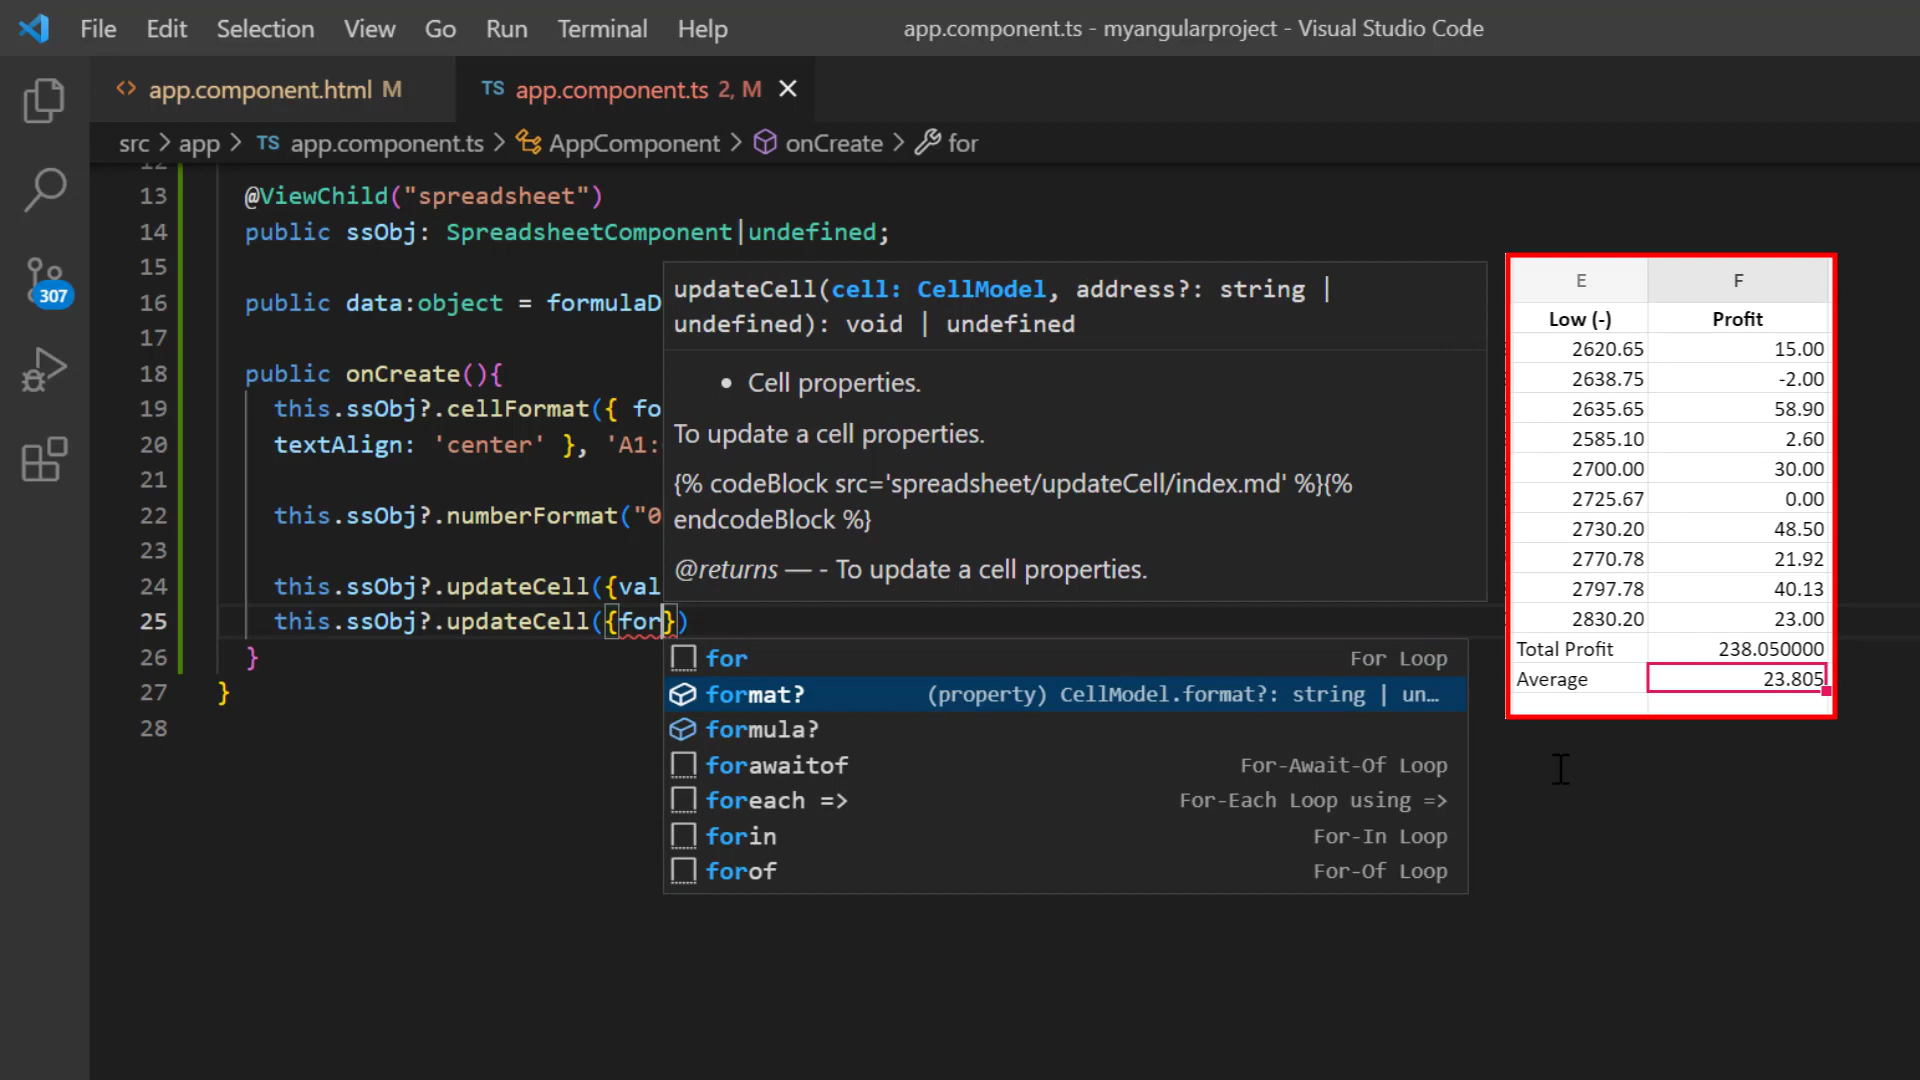 File Edit Selection View Go Run Terminal Help
app.component.ts - myangularproject - Visual Studio Code
app.component.html M
TS app.component.ts 2, M
src > app > TS app.component.ts > AppComponent > onCreate > for
307
12
13 @ViewChild("spreadsheet")
14 public ssObj: SpreadsheetComponent|undefined;
15
16 public data:object = formulaD
17
18 public onCreate(){
19 this.ssObj?.cellFormat({ fo
20 textAlign: 'center' }, 'A1:
21
22 this.ssObj?.numberFormat("0
23
24 this.ssObj?.updateCell({val
25 this.ssObj?.updateCell({for})
26 }
27 }
28
updateCell(cell: CellModel, address?: string |
undefined): void | undefined
• Cell properties.
To update a cell properties.
{% codeBlock src='spreadsheet/updateCell/index.md' %}{%
endcodeBlock %}
@returns — - To update a cell properties.
for For Loop
format? (property) CellModel.format?: string | un…
formula?
forawaitof For-Await-Of Loop
foreach => For-Each Loop using =>
forin For-In Loop
forof For-Of Loop
E F
Low (-) Profit
2620.65 15.00
2638.75 -2.00
2635.65 58.90
2585.10 2.60
2700.00 30.00
2725.67 0.00
2730.20 48.50
2770.78 21.92
2797.78 40.13
2830.20 23.00
Total Profit 238.050000
Average 23.805